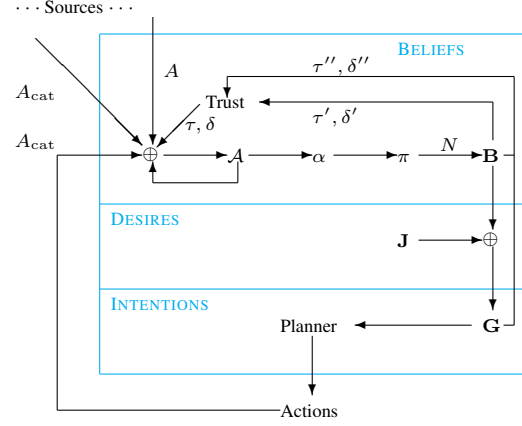 · · · Sources · · ·
BELIEFS
τ′′, δ′′
A
A_cat
Trust
τ′, δ′
τ, δ
A_cat
⊕ 𝒜 α π N B
DESIRES
J ⊕
INTENTIONS
Planner G
Actions